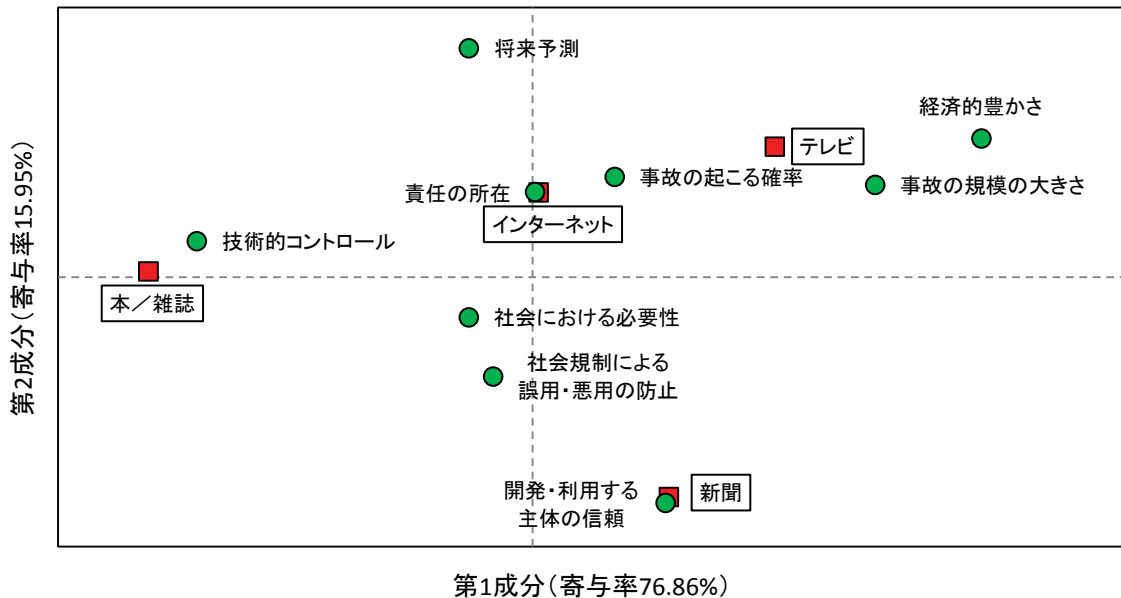 将来予測
経済的豊かさ
テレビ
事故の起こる確率
事故の規模の大きさ
責任の所在
インターネット
技術的コントロール
本／雑誌
社会における必要性
社会規制による
誤用・悪用の防止
開発・利用する
主体の信頼
新聞
第2成分（寄与率15.95%）
第1成分（寄与率76.86%）